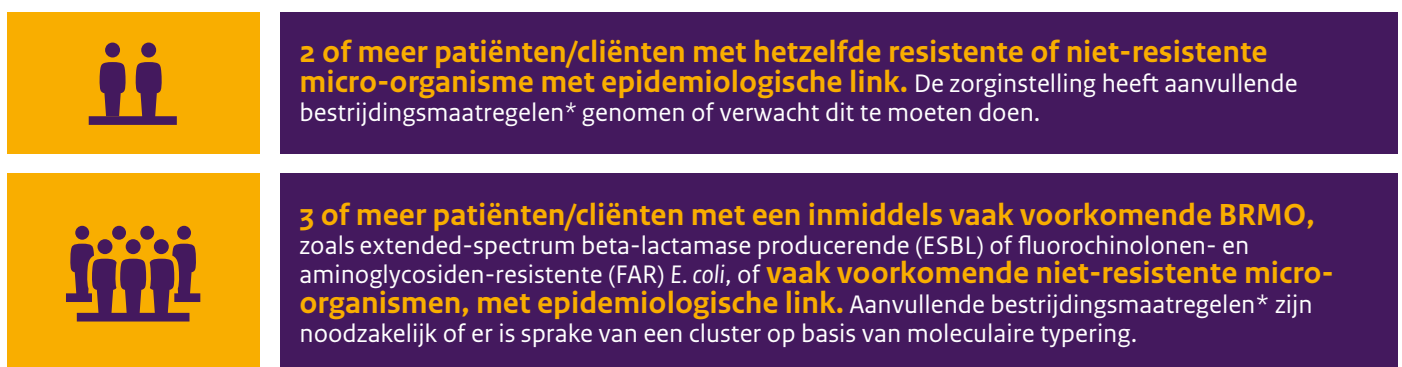 2 of meer patiënten/cliënten met hetzelfde resistente of niet-resistente
micro-organisme met epidemiologische link. De zorginstelling heeft aanvullende
bestrijdingsmaatregelen* genomen of verwacht dit te moeten doen.
3 of meer patiënten/cliënten met een inmiddels vaak voorkomende BRMO,
zoals extended-spectrum beta-lactamase producerende (ESBL) of fluorochinolonen- en
aminoglycosiden-resistente (FAR) E. coli, of vaak voorkomende niet-resistente micro-
organismen, met epidemiologische link. Aanvullende bestrijdingsmaatregelen* zijn
noodzakelijk of er is sprake van een cluster op basis van moleculaire typering.